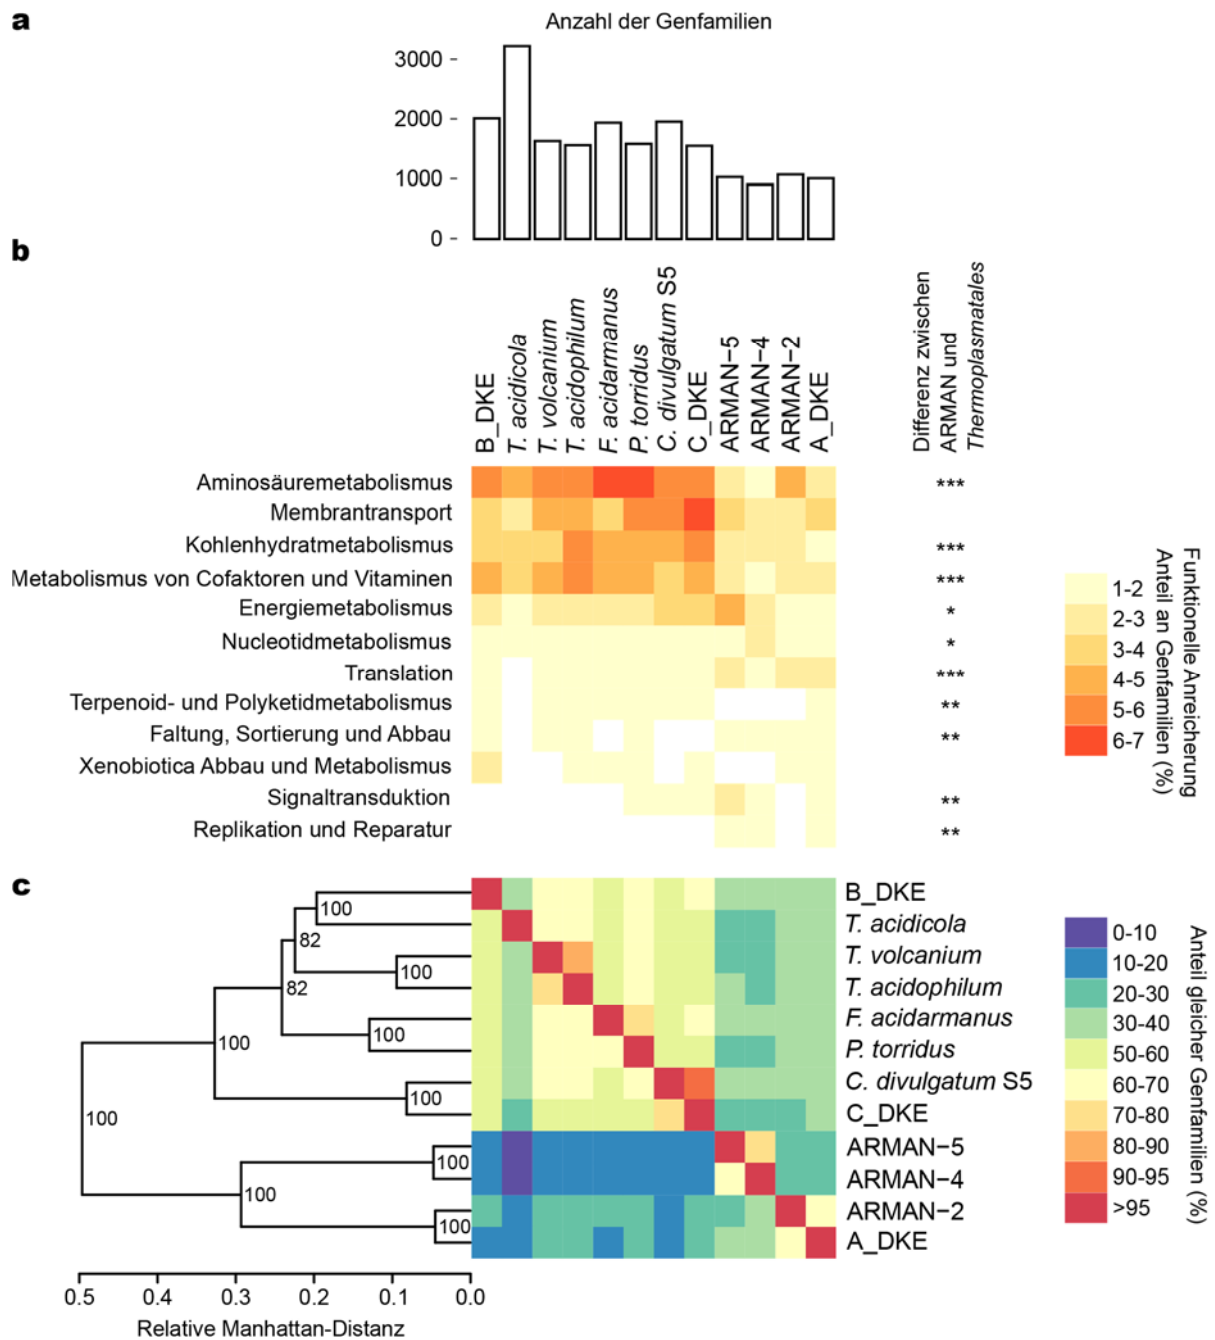 a
Anzahl der Genfamilien
3000
2000
1000
0
b
B_DKE
T. acidicola
T. volcanium
T. acidophilum
F. acidarmanus
P. torridus
C. divulgatum S5
C_DKE
ARMAN-5
ARMAN-4
ARMAN-2
A_DKE
Differenz zwischen
ARMAN und
Thermoplasmatales
Aminosäuremetabolismus ***
Membrantransport
Kohlenhydratmetabolismus ***
Metabolismus von Cofaktoren und Vitaminen ***
Energiemetabolismus *
Nucleotidmetabolismus *
Translation ***
Terpenoid- und Polyketidmetabolismus **
Faltung, Sortierung und Abbau **
Xenobiotica Abbau und Metabolismus
Signaltransduktion **
Replikation und Reparatur **
1-2
2-3
3-4
4-5
5-6
6-7
Funktionelle Anreicherung
Anteil an Genfamilien (%)
c
100
82
100
82
100
100
100
100
100
100
100
B_DKE
T. acidicola
T. volcanium
T. acidophilum
F. acidarmanus
P. torridus
C. divulgatum S5
C_DKE
ARMAN-5
ARMAN-4
ARMAN-2
A_DKE
0-10
10-20
20-30
30-40
50-60
60-70
70-80
80-90
90-95
>95
Anteil gleicher Genfamilien (%)
0.5 0.4 0.3 0.2 0.1 0.0
Relative Manhattan-Distanz